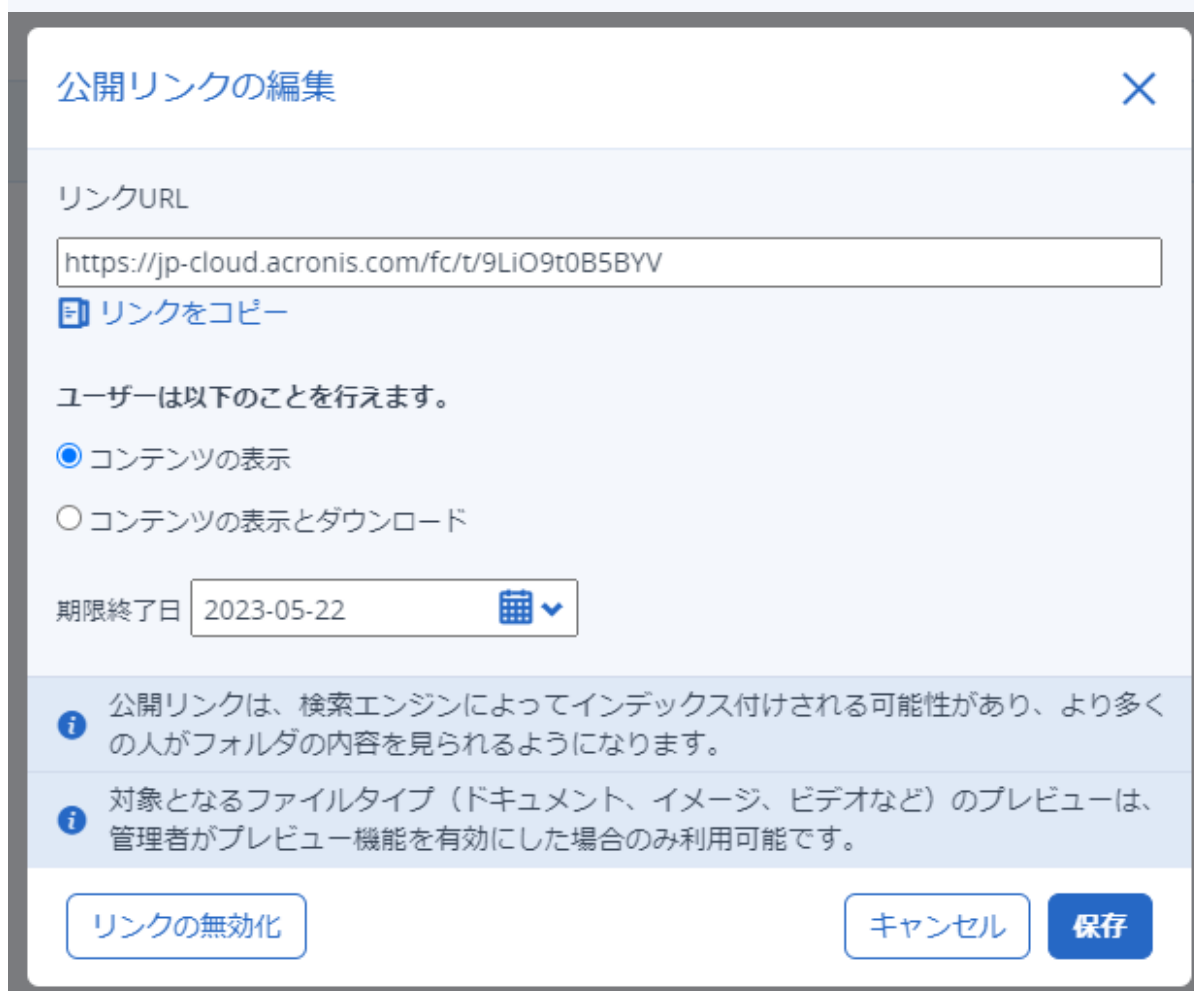 公開リンクの編集
リンクURL
https://jp-cloud.acronis.com/fc/t/9LiO9t0B5BYV
リンクをコピー
ユーザーは以下のことを行えます。
コンテンツの表示
コンテンツの表示とダウンロード
期限終了日 2023-05-22
公開リンクは、検索エンジンによってインデックス付けされる可能性があり、より多く
の人がフォルダの内容を見られるようになります。
対象となるファイルタイプ（ドキュメント、イメージ、ビデオなど）のプレビューは、
管理者がプレビュー機能を有効にした場合のみ利用可能です。
リンクの無効化 キャンセル 保存